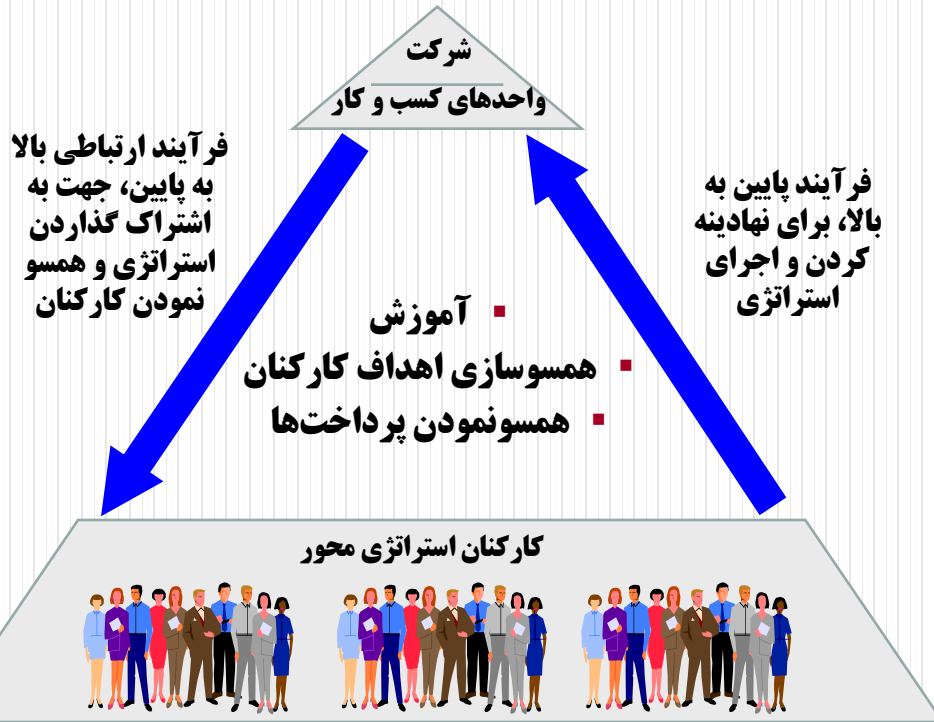 شرکت
واحدهای کسب و کار
فرآیند ارتباطی بالا
به پایین، جهت به
اشتراک گذاردن
استراتژی و همسو
نمودن کارکنان
فرآیند پایین به
بالا، برای نهادینه
کردن و اجرای
استراتژی
▪ آموزش
▪ همسوسازی اهداف کارکنان
▪ همسونمودن پرداخت‌ها
کارکنان استراتژی محور